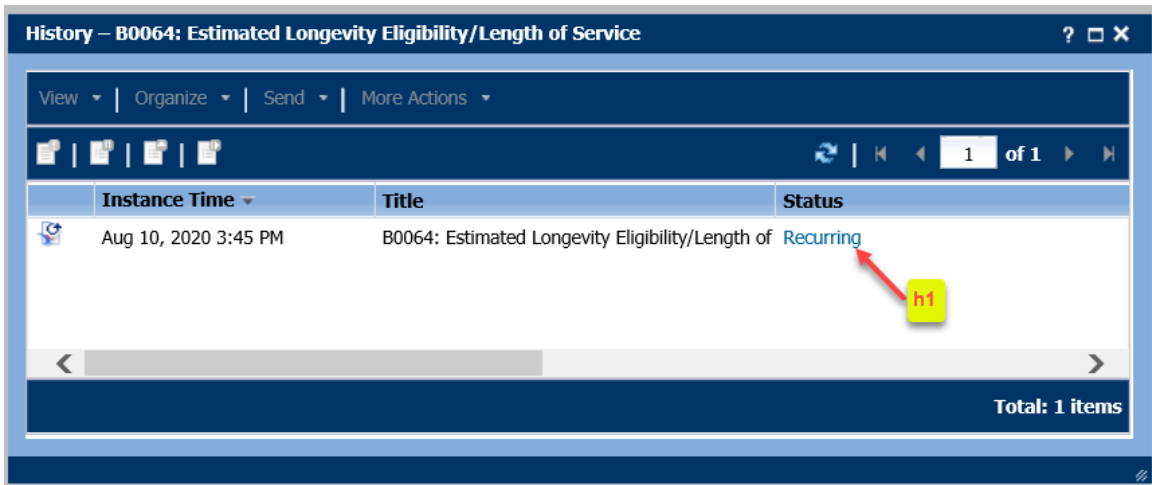 History – B0064: Estimated Longevity Eligibility/Length of Service ?
View | Organize | Send | More Actions
1 of 1
Instance Time Title Status
Aug 10, 2020 3:45 PM B0064: Estimated Longevity Eligibility/Length of Recurring
h1
Total: 1 items